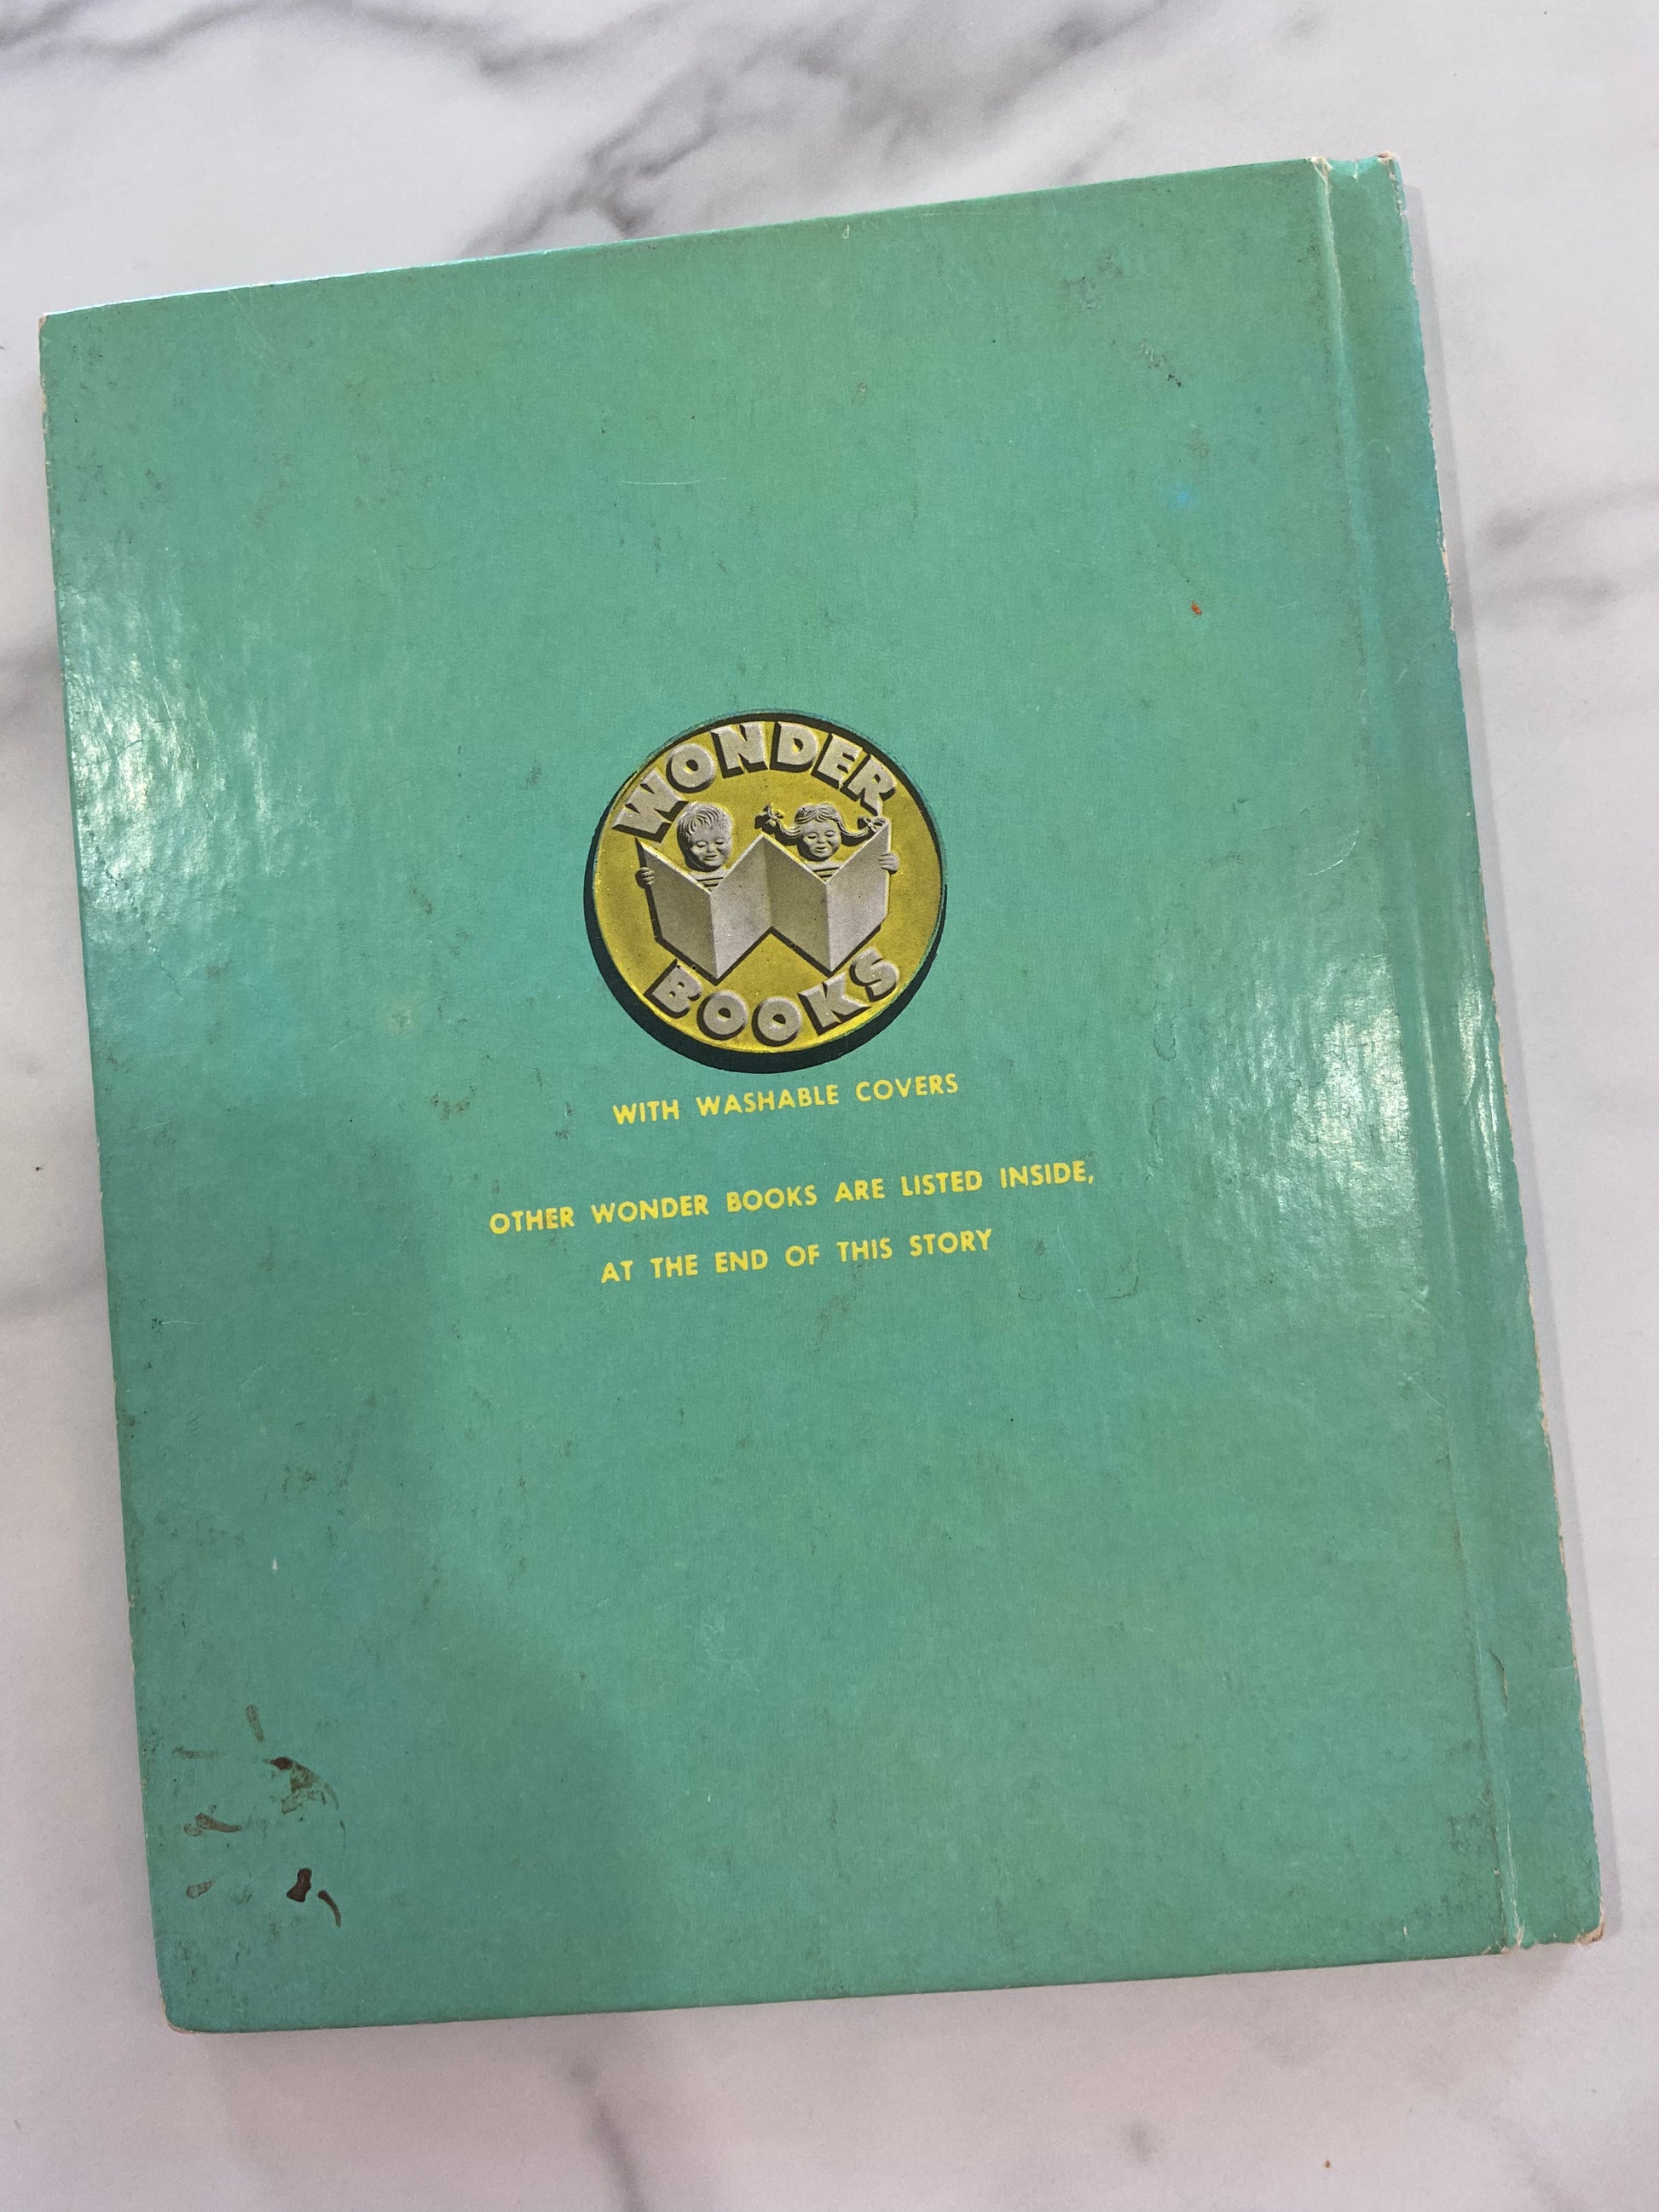 WONDER
BOOKS
WITH WASHABLE COVERS
OTHER WONDER BOOKS ARE LISTED INSIDE,
AT THE END OF THIS STORY